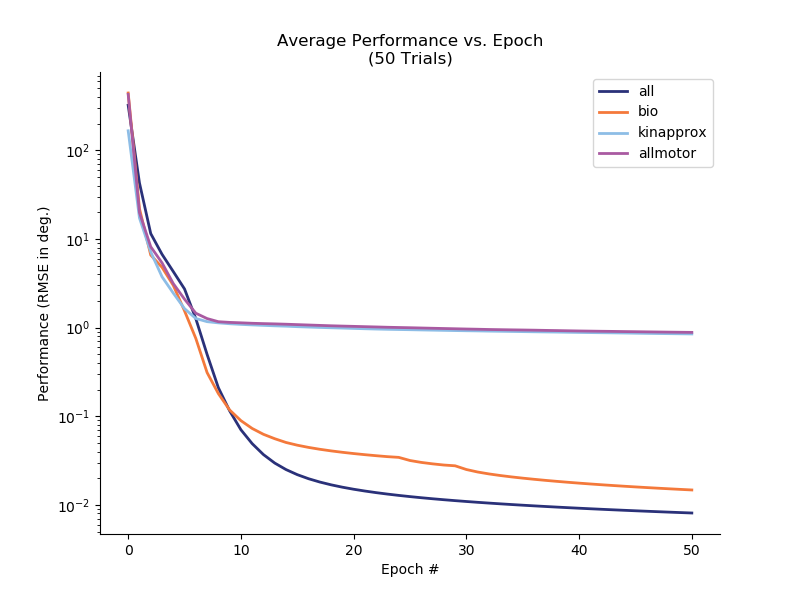 Average Performance vs. Epoch
(50 Trials)
all
bio
kinapprox
allmotor
Performance (RMSE in deg.)
10²
10¹
10⁰
10⁻¹
10⁻²
0 10 20 30 40 50
Epoch #